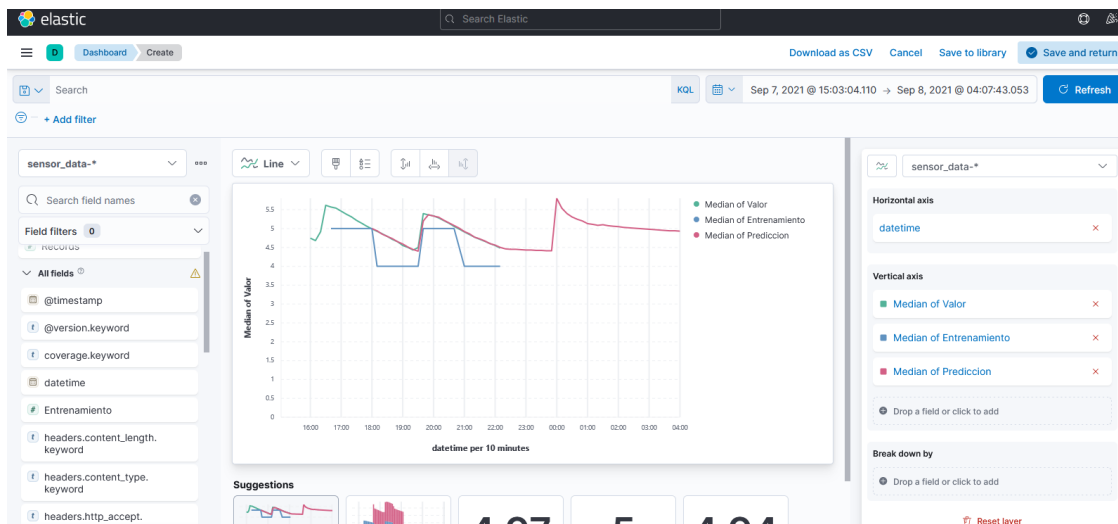 elastic
Search Elastic
D
Dashboard
Create
Download as CSV
Cancel
Save to library
Save and return
Search
KQL
Sep 7, 2021 @ 15:03:04.110 → Sep 8, 2021 @ 04:07:43.053
Refresh
+ Add filter
sensor_data-*
Search field names
Field filters 0
Records
All fields
@timestamp
@version.keyword
coverage.keyword
datetime
Entrenamiento
headers.content_length.
keyword
headers.content_type.
keyword
headers.http_accept.
Line
Median of Valor
5.5
5
4.5
4
3.5
3
2.5
2
1.5
1
0.5
0
16:00 17:00 18:00 19:00 20:00 21:00 22:00 23:00 00:00 01:00 02:00 03:00 04:00
datetime per 10 minutes
Median of Valor
Median of Entrenamiento
Median of Prediccion
Suggestions
sensor_data-*
Horizontal axis
datetime
Vertical axis
Median of Valor
Median of Entrenamiento
Median of Prediccion
Drop a field or click to add
Break down by
Drop a field or click to add
Reset layer